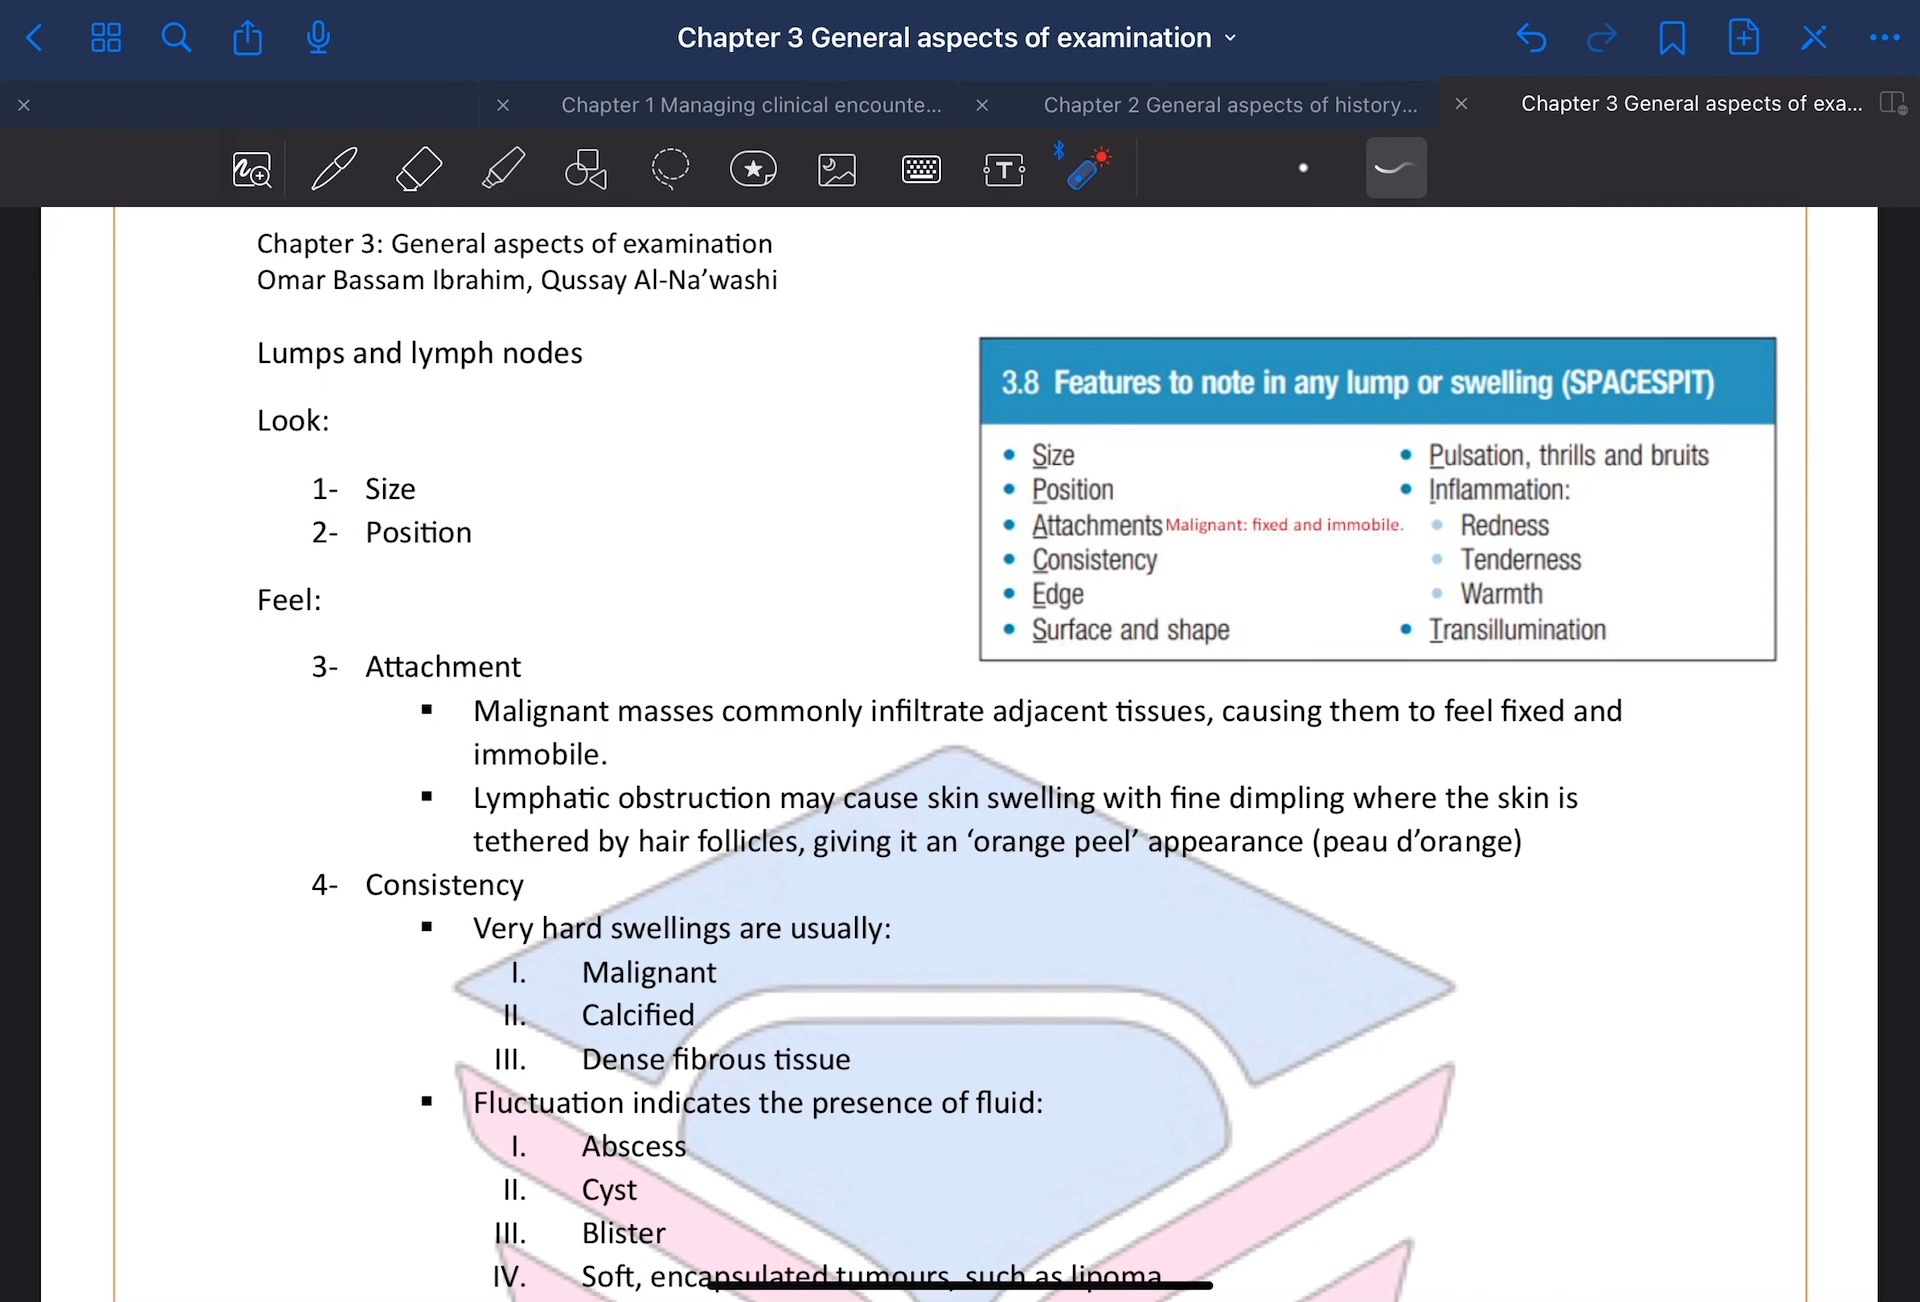 Chapter 3 General aspects of examination
Chapter 1 Managing clinical encounte...
Chapter 2 General aspects of history...
Chapter 3 General aspects of exa...
T
Chapter 3: General aspects of examination
Omar Bassam Ibrahim, Qussay Al-Na’washi
Lumps and lymph nodes
Look:
1- Size
2- Position
Feel:
3.8 Features to note in any lump or swelling (SPACESPIT)
• Size
• Position
• Attachments Malignant: fixed and immobile.
• Consistency
• Edge
• Surface and shape
• Pulsation, thrills and bruits
• Inflammation:
• Redness
• Tenderness
• Warmth
• Transillumination
3- Attachment
▪ Malignant masses commonly infiltrate adjacent tissues, causing them to feel fixed and
immobile.
▪ Lymphatic obstruction may cause skin swelling with fine dimpling where the skin is
tethered by hair follicles, giving it an ‘orange peel’ appearance (peau d’orange)
4- Consistency
▪ Very hard swellings are usually:
I. Malignant
II. Calcified
III. Dense fibrous tissue
▪ Fluctuation indicates the presence of fluid:
I. Abscess
II. Cyst
III. Blister
IV. Soft, encapsulated tumours, such as lipoma